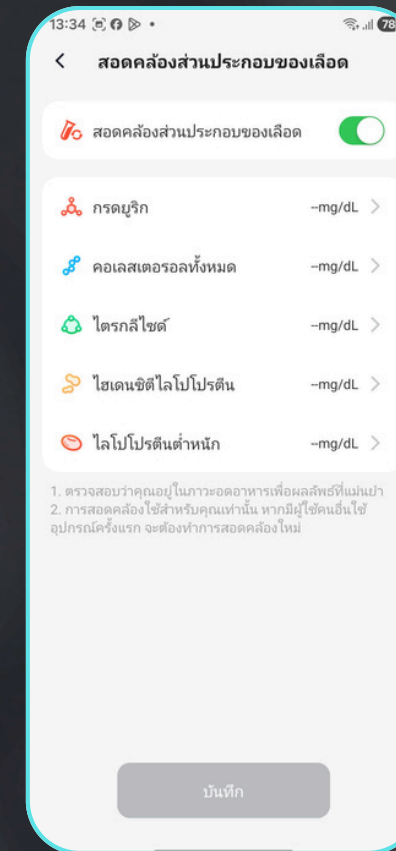 13:34
78
สอดคล้องส่วนประกอบของเลือด
สอดคล้องส่วนประกอบของเลือด
กรดยูริก --mg/dL
คอเลสเตอรอลทั้งหมด --mg/dL
ไตรกลีไซด์ --mg/dL
ไฮเดนซิตีไลโปโปรตีน --mg/dL
ไลโปโปรตีนต่ำหนัก --mg/dL
1. ตรวจสอบว่าคุณอยู่ในภาวะอดอาหารเพื่อผลลัพธ์ที่แม่นยำ
2. การสอดคล้องใช้สำหรับคุณเท่านั้น หากมีผู้ใช้คนอื่นใช้
อุปกรณ์ครั้งแรก จะต้องทำการสอดคล้องใหม่
บันทึก